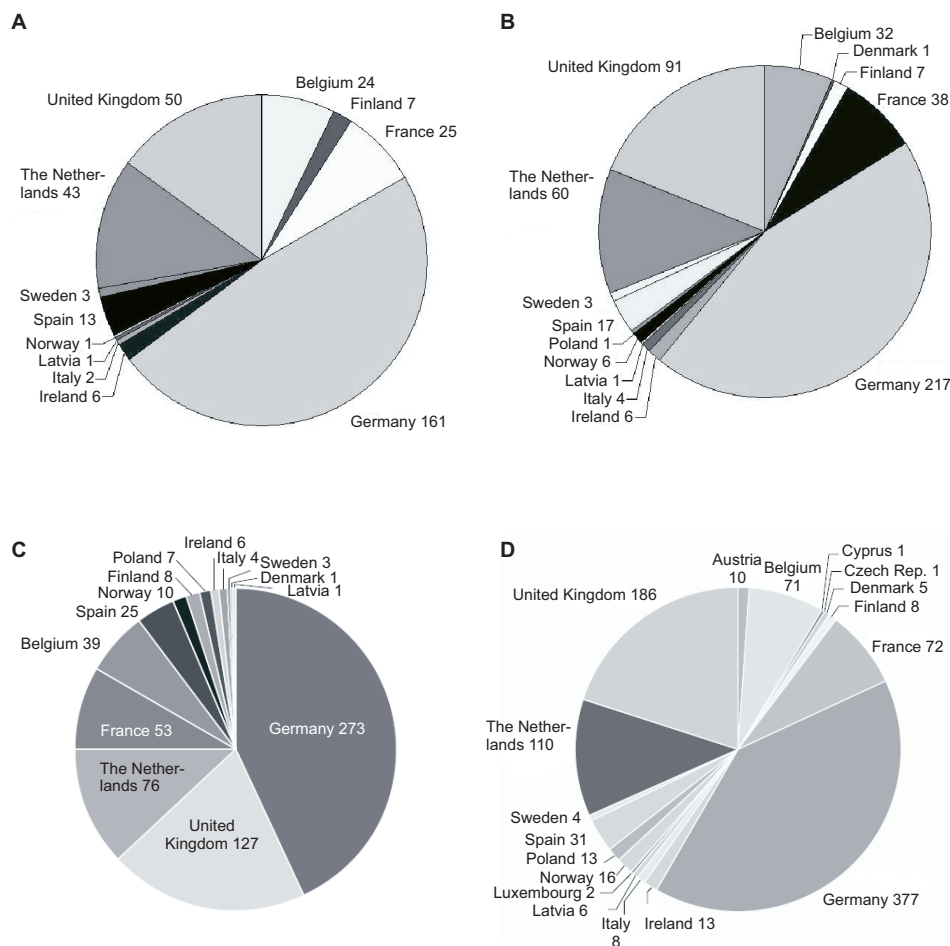 A
Belgium 24
Finland 7
France 25
Germany 161
Ireland 6
Italy 2
Latvia 1
Norway 1
Spain 13
Sweden 3
The Nether-
lands 43
United Kingdom 50
B
Belgium 32
Denmark 1
Finland 7
France 38
Germany 217
Ireland 6
Italy 4
Latvia 1
Norway 6
Poland 1
Spain 17
Sweden 3
The Nether-
lands 60
United Kingdom 91
C
Germany 273
United
Kingdom 127
The Nether-
lands 76
France 53
Belgium 39
Spain 25
Norway 10
Finland 8
Poland 7
Ireland 6
Italy 4
Sweden 3
Denmark 1
Latvia 1
D
Austria
10
Belgium
71
Cyprus 1
Czech Rep. 1
Denmark 5
Finland 8
France 72
Germany 377
Ireland 13
Italy
8
Latvia 6
Luxembourg 2
Norway 16
Poland 13
Spain 31
Sweden 4
The Nether-
lands 110
United Kingdom 186